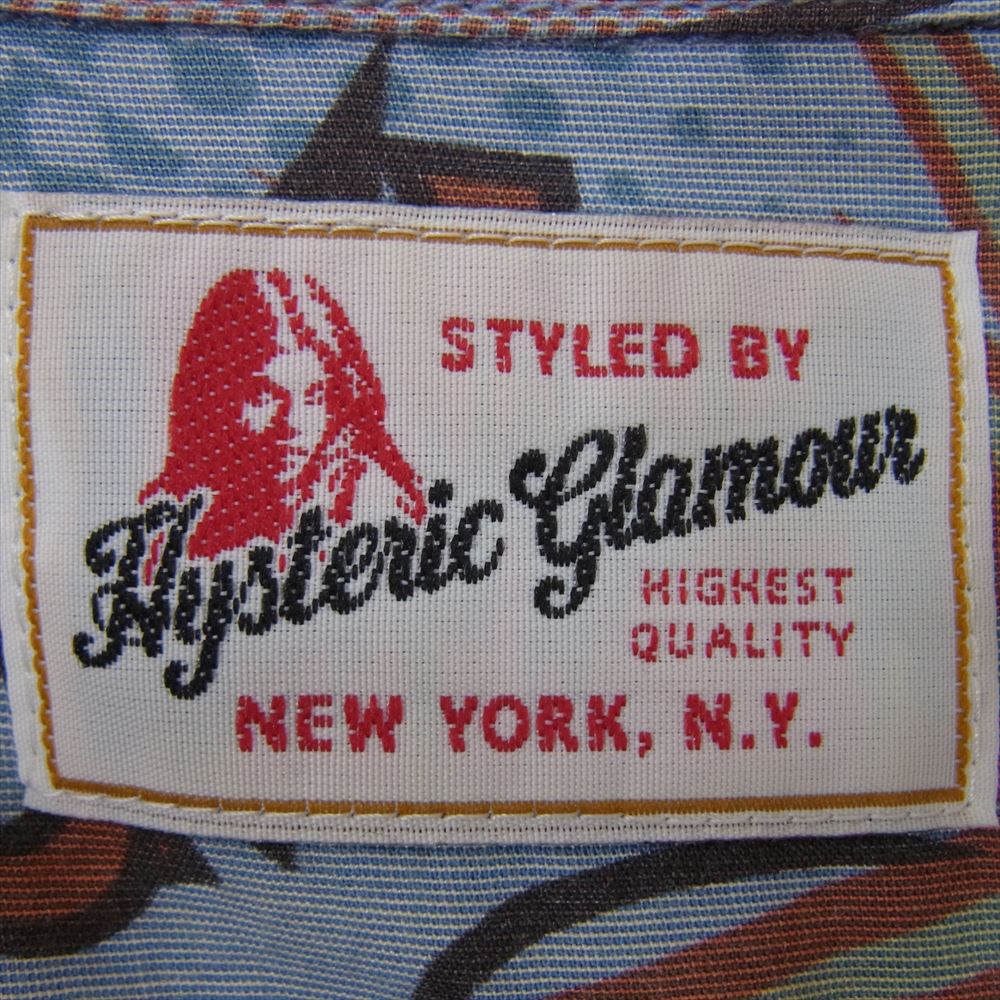 STYLED BY
Hysteric Glamour
HIGHEST
QUALITY
NEW YORK, N.Y.